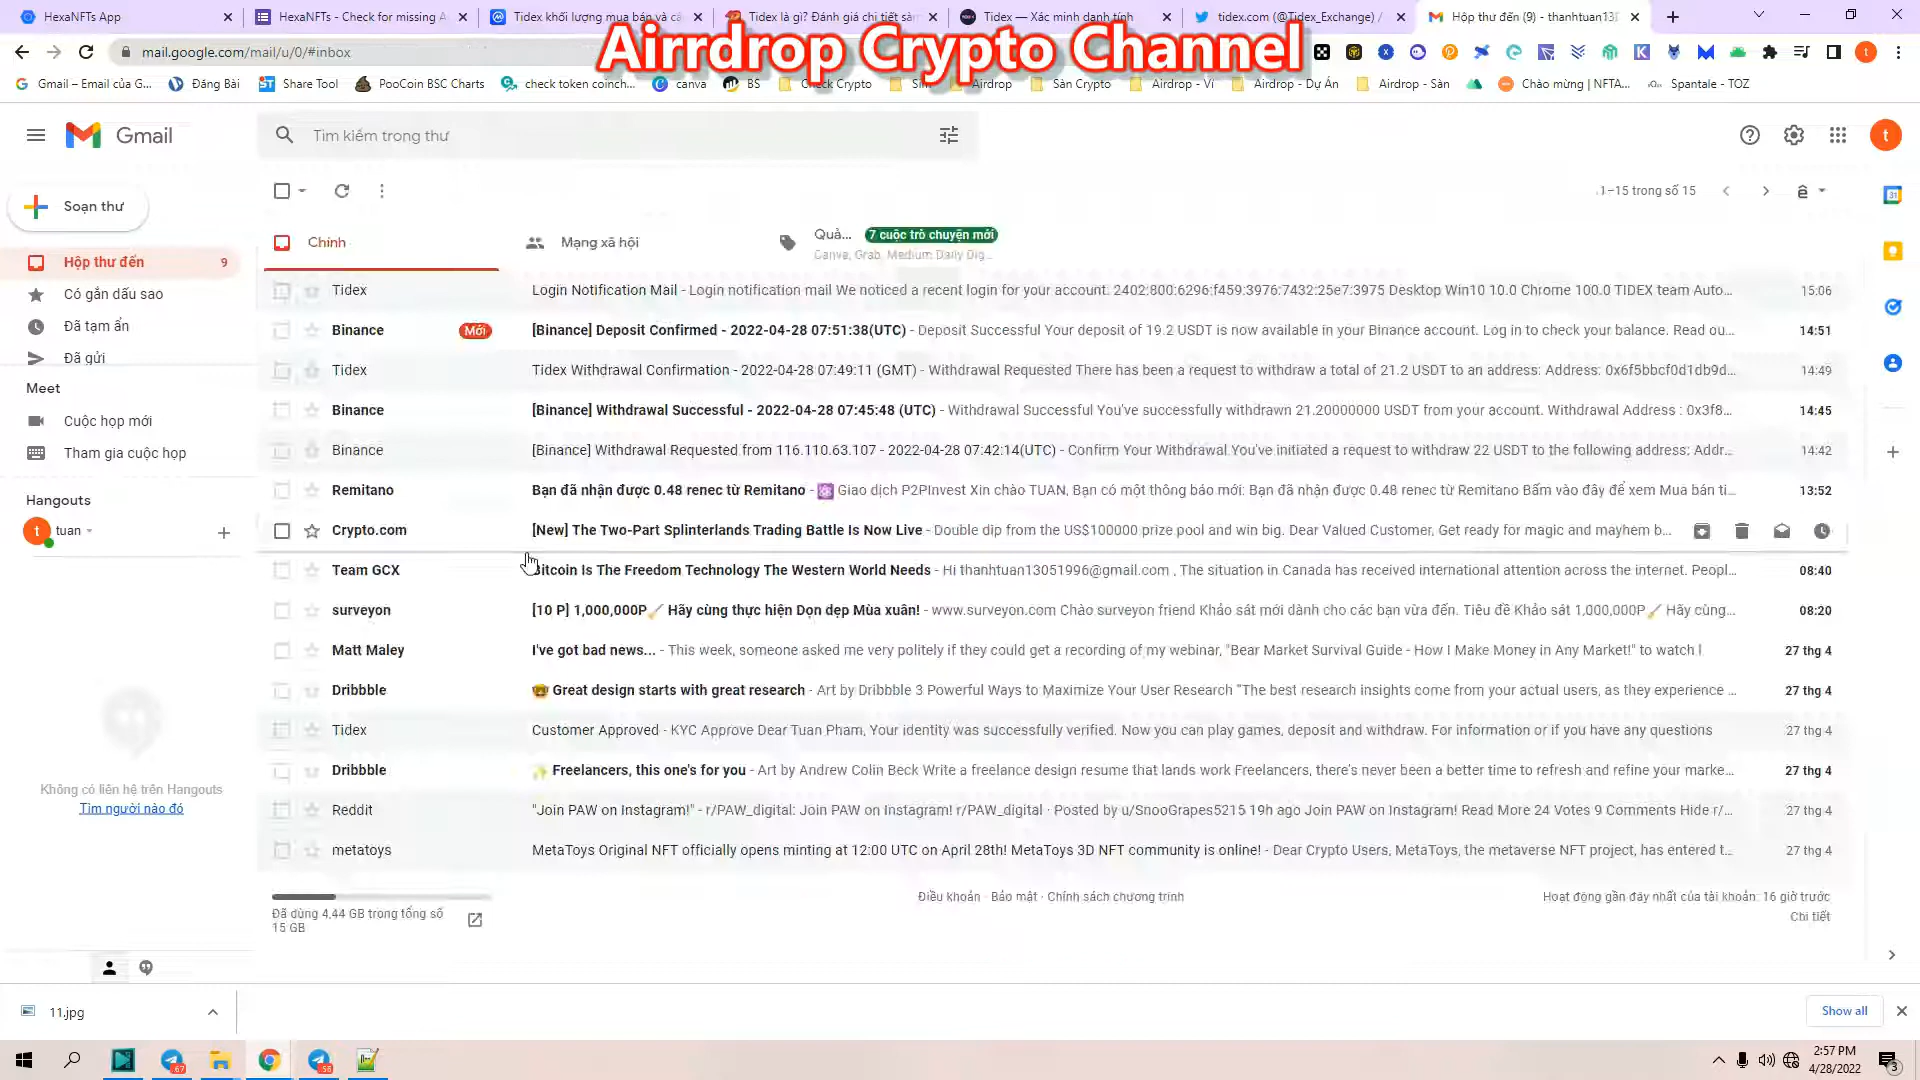 HexaNFTs App
HexaNFTs - Check for missing A
Tidex khối lượng mua bán và cá
Tidex là gì? Đánh giá chi tiết sàn
Tidex — Xác minh danh tính
tidex.com (@Tidex_Exchange) /
Hộp thư đến (9) - thanhtuan13
mail.google.com/mail/u/0/#inbox
Airrdrop Crypto Channel
Gmail – Email của G...
Đăng Bài
Share Tool
PooCoin BSC Charts
check token coinch...
canva
BS
Check Crypto
Airdrop
Sàn Crypto
Airdrop - Ví
Airdrop - Dự Án
Airdrop - Sàn
Chào mừng | NFTA...
Spantale - TOZ
Gmail
Tìm kiếm trong thư
t
Soạn thư
1–15 trong số 15
Chính
Mạng xã hội
Quả...
7 cuộc trò chuyện mới
Canva, Grab, Medium Daily Dig...
Hộp thư đến
9
Có gắn dấu sao
Đã tạm ẩn
Đã gửi
Meet
Cuộc họp mới
Tham gia cuộc họp
Hangouts
tuan
Không có liên hệ trên Hangouts
Tìm người nào đó
Tidex Login Notification Mail - Login notification mail We noticed a recent login for your account. 2402:800:6296:f459:3976:7432:25e7:3975 Desktop Win10 10.0 Chrome 100.0 TIDEX team Auto... 15:06
Binance Mới [Binance] Deposit Confirmed - 2022-04-28 07:51:38(UTC) - Deposit Successful Your deposit of 19.2 USDT is now available in your Binance account. Log in to check your balance. Read ou... 14:51
Tidex Tidex Withdrawal Confirmation - 2022-04-28 07:49:11 (GMT) - Withdrawal Requested There has been a request to withdraw a total of 21.2 USDT to an address: Address: 0x6f5bbcf0d1db9d... 14:49
Binance [Binance] Withdrawal Successful - 2022-04-28 07:45:48 (UTC) - Withdrawal Successful You've successfully withdrawn 21.20000000 USDT from your account. Withdrawal Address : 0x3f8... 14:45
Binance [Binance] Withdrawal Requested from 116.110.63.107 - 2022-04-28 07:42:14(UTC) - Confirm Your Withdrawal You've initiated a request to withdraw 22 USDT to the following address: Addr... 14:42
Remitano Bạn đã nhận được 0.48 renec từ Remitano - Giao dịch P2PInvest Xin chào TUAN, Bạn có một thông báo mới: Bạn đã nhận được 0.48 renec từ Remitano Bấm vào đây để xem Mua bán ti... 13:52
Crypto.com [New] The Two-Part Splinterlands Trading Battle Is Now Live - Double dip from the US$100000 prize pool and win big. Dear Valued Customer, Get ready for magic and mayhem b...
Team GCX Bitcoin Is The Freedom Technology The Western World Needs - Hi thanhtuan13051996@gmail.com , The situation in Canada has received international attention across the internet. Peopl... 08:40
surveyon [10 P] 1,000,000P🧹 Hãy cùng thực hiện Dọn dẹp Mùa xuân! - www.surveyon.com Chào surveyon friend Khảo sát mới dành cho các bạn vừa đến. Tiêu đề Khảo sát 1,000,000P🧹 Hãy cùng... 08:20
Matt Maley I've got bad news... - This week, someone asked me very politely if they could get a recording of my webinar, "Bear Market Survival Guide - How I Make Money in Any Market!" to watch l 27 thg 4
Dribbble 🤓 Great design starts with great research - Art by Dribbble 3 Powerful Ways to Maximize Your User Research "The best research insights come from your actual users, as they experience ... 27 thg 4
Tidex Customer Approved - KYC Approve Dear Tuan Pham, Your identity was successfully verified. Now you can play games, deposit and withdraw. For information or if you have any questions 27 thg 4
Dribbble ✨ Freelancers, this one's for you - Art by Andrew Colin Beck Write a freelance design resume that lands work Freelancers, there's never been a better time to refresh and refine your marke... 27 thg 4
Reddit "Join PAW on Instagram!" - r/PAW_digital: Join PAW on Instagram! r/PAW_digital · Posted by u/SnooGrapes5215 19h ago Join PAW on Instagram! Read More 24 Votes 9 Comments Hide r/... 27 thg 4
metatoys MetaToys Original NFT officially opens minting at 12:00 UTC on April 28th! MetaToys 3D NFT community is online! - Dear Crypto Users, MetaToys, the metaverse NFT project, has entered t... 27 thg 4
Đã dùng 4,44 GB trong tổng số
15 GB
Điều khoản · Bảo mật · Chính sách chương trình
Hoạt động gần đây nhất của tài khoản: 16 giờ trước
Chi tiết
11.jpg
Show all
2:57 PM
4/28/2022